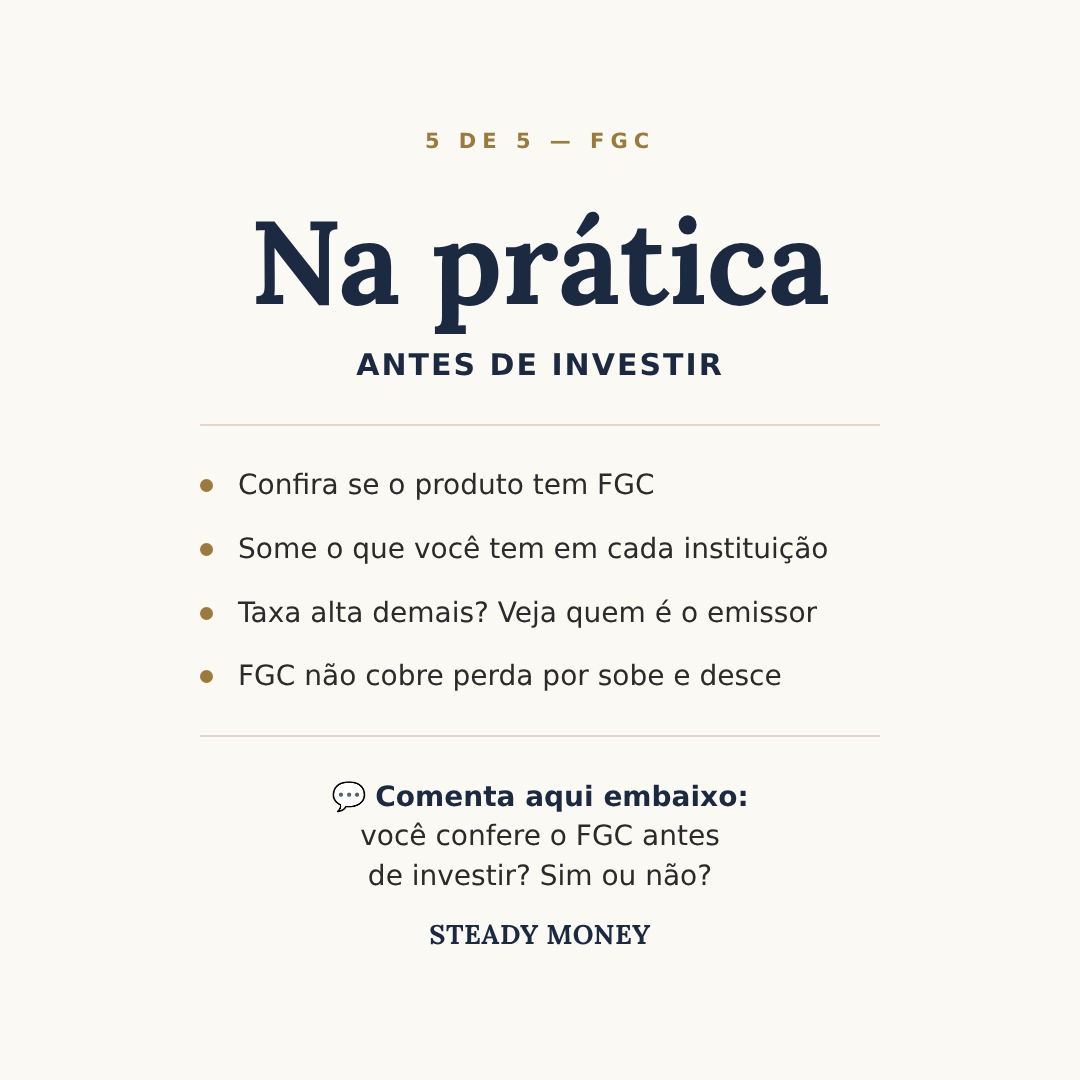 5 DE 5 — FGC
Na prática
ANTES DE INVESTIR
• Confira se o produto tem FGC
• Some o que você tem em cada instituição
• Taxa alta demais? Veja quem é o emissor
• FGC não cobre perda por sobe e desce
💬 Comenta aqui embaixo:
você confere o FGC antes
de investir? Sim ou não?
STEADY MONEY